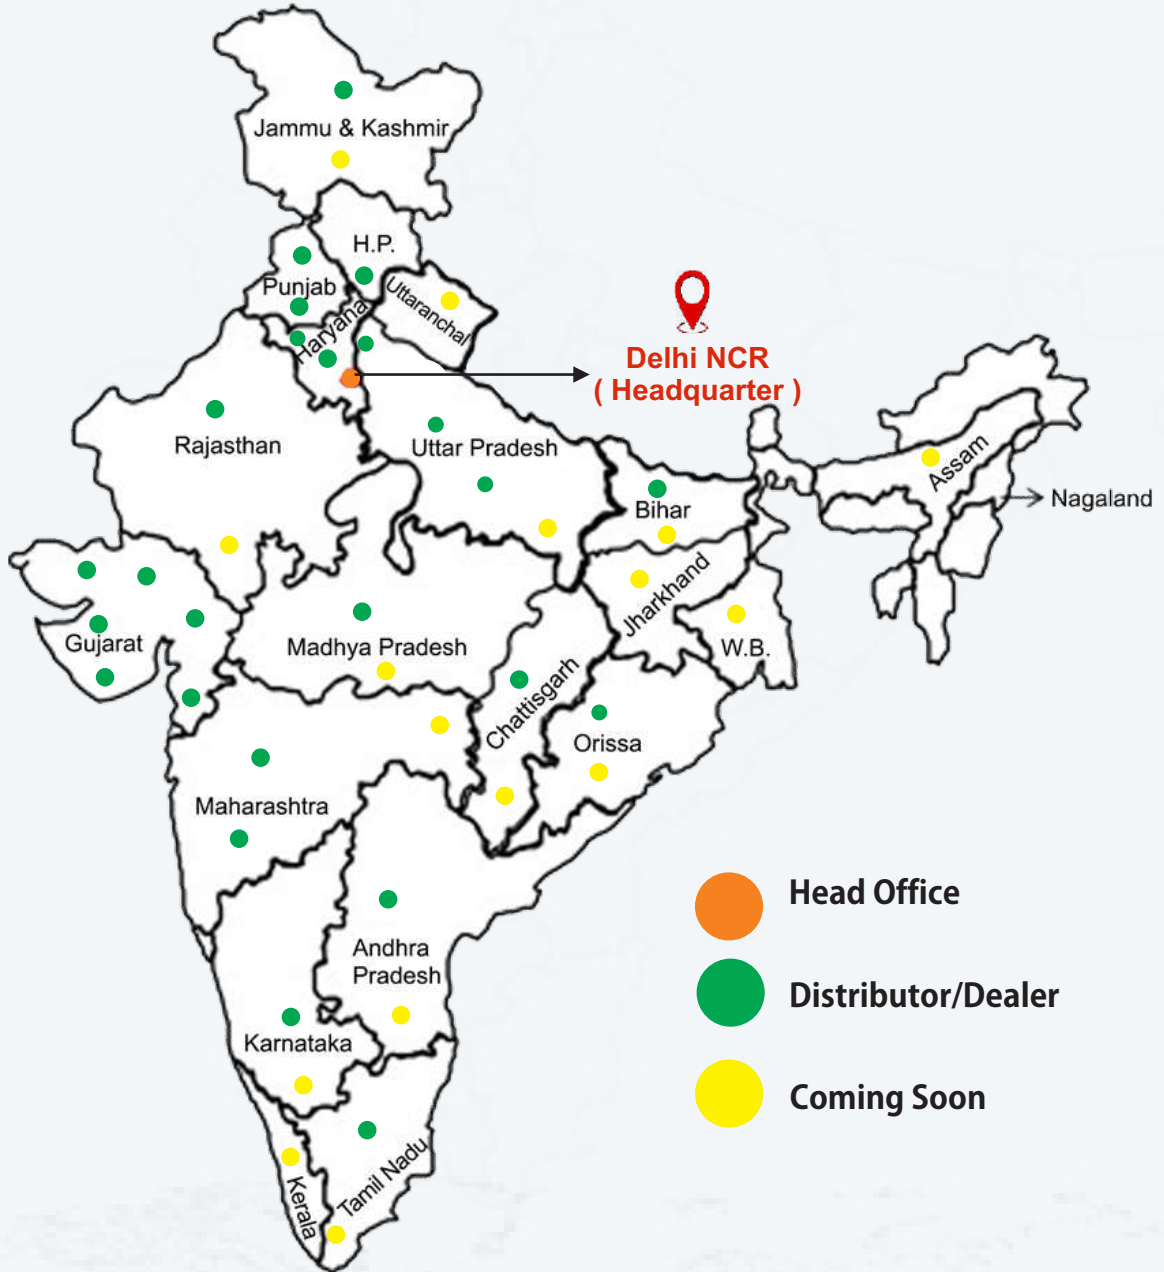 Jammu & Kashmir
H.P.
Punjab
Uttaranchal
Haryana
Delhi NCR
( Headquarter )
Rajasthan
Uttar Pradesh
Assam
Bihar
Nagaland
Jharkhand
Gujarat
Madhya Pradesh
W.B.
Chattisgarh
Orissa
Maharashtra
Head Office
Andhra
Pradesh
Distributor/Dealer
Karnataka
Coming Soon
Tamil Nadu
Kerala